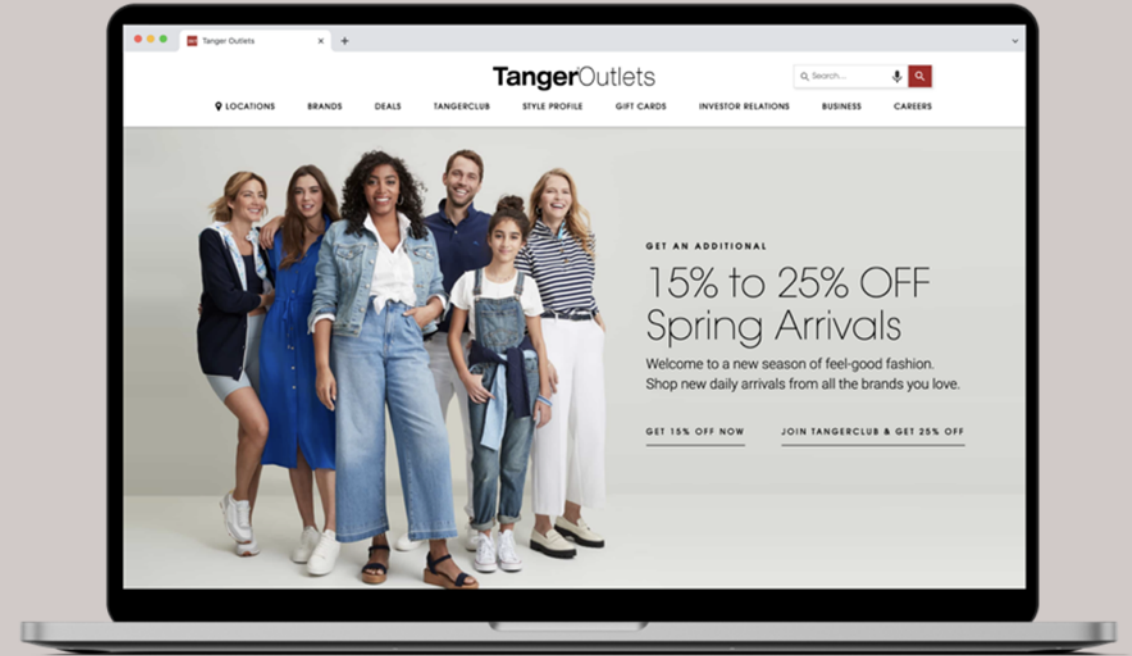 Tanger Outlets
TangerOutlets
Search...
LOCATIONS BRANDS DEALS TANGERCLUB STYLE PROFILE GIFT CARDS INVESTOR RELATIONS BUSINESS CAREERS
GET AN ADDITIONAL
15% to 25% OFF
Spring Arrivals
Welcome to a new season of feel-good fashion.
Shop new daily arrivals from all the brands you love.
GET 15% OFF NOW JOIN TANGERCLUB & GET 25% OFF